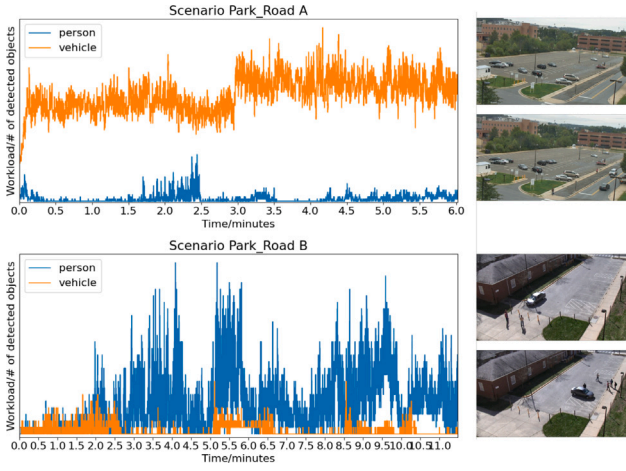 Scenario Park_Road A
person
vehicle
Workload/# of detected objects
0.0 0.5 1.0 1.5 2.0 2.5 3.0 3.5 4.0 4.5 5.0 5.5 6.0
Time/minutes
Scenario Park_Road B
person
vehicle
Workload/# of detected objects
0.0 0.5 1.0 1.5 2.0 2.5 3.0 3.5 4.0 4.5 5.0 5.5 6.0 6.5 7.0 7.5 8.0 8.5 9.0 9.5 10.010.511.0
Time/minutes